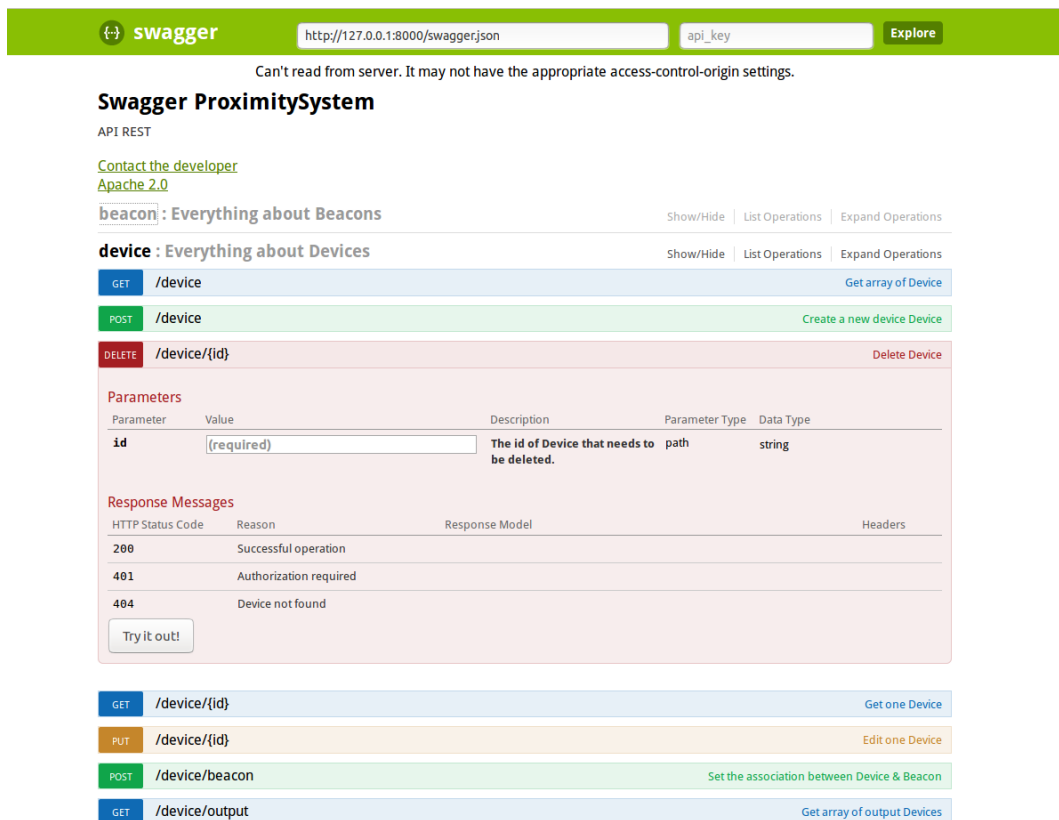 {···} swagger http://127.0.0.1:8000/swagger.json api_key Explore
Can't read from server. It may not have the appropriate access-control-origin settings.
Swagger ProximitySystem
API REST
Contact the developer
Apache 2.0
beacon : Everything about Beacons Show/Hide List Operations Expand Operations
device : Everything about Devices Show/Hide List Operations Expand Operations
GET /device Get array of Device
POST /device Create a new device Device
DELETE /device/{id} Delete Device
Parameters
Parameter Value Description Parameter Type Data Type
id (required) The id of Device that needs to path string
be deleted.
Response Messages
HTTP Status Code Reason Response Model Headers
200 Successful operation
401 Authorization required
404 Device not found
Try it out!
GET /device/{id} Get one Device
PUT /device/{id} Edit one Device
POST /device/beacon Set the association between Device & Beacon
GET /device/output Get array of output Devices